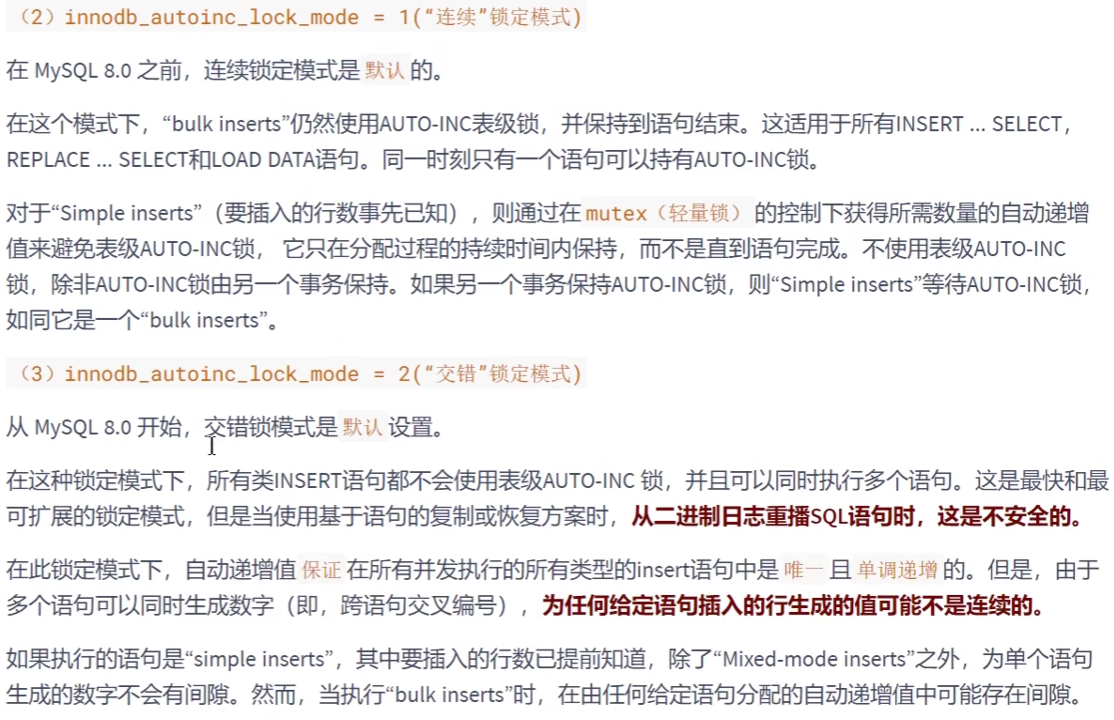 （2）innodb_autoinc_lock_mode = 1(“连续”锁定模式)
在 MySQL 8.0 之前，连续锁定模式是 默认 的。
在这个模式下，“bulk inserts”仍然使用AUTO-INC表级锁，并保持到语句结束。这适用于所有INSERT ... SELECT，
REPLACE ... SELECT和LOAD DATA语句。同一时刻只有一个语句可以持有AUTO-INC锁。
对于“Simple inserts”（要插入的行数事先已知），则通过在 mutex（轻量锁） 的控制下获得所需数量的自动递增
值来避免表级AUTO-INC锁， 它只在分配过程的持续时间内保持，而不是直到语句完成。不使用表级AUTO-INC
锁，除非AUTO-INC锁由另一个事务保持。如果另一个事务保持AUTO-INC锁，则“Simple inserts”等待AUTO-INC锁，
如同它是一个“bulk inserts”。
（3）innodb_autoinc_lock_mode = 2(“交错”锁定模式)
从 MySQL 8.0 开始，交错锁模式是 默认 设置。
在这种锁定模式下，所有类INSERT语句都不会使用表级AUTO-INC 锁，并且可以同时执行多个语句。这是最快和最
可扩展的锁定模式，但是当使用基于语句的复制或恢复方案时，从二进制日志重播SQL语句时，这是不安全的。
在此锁定模式下，自动递增值 保证 在所有并发执行的所有类型的insert语句中是 唯一 且 单调递增 的。但是，由于
多个语句可以同时生成数字（即，跨语句交叉编号），为任何给定语句插入的行生成的值可能不是连续的。
如果执行的语句是“simple inserts”，其中要插入的行数已提前知道，除了“Mixed-mode inserts”之外，为单个语句
生成的数字不会有间隙。然而，当执行“bulk inserts”时，在由任何给定语句分配的自动递增值中可能存在间隙。